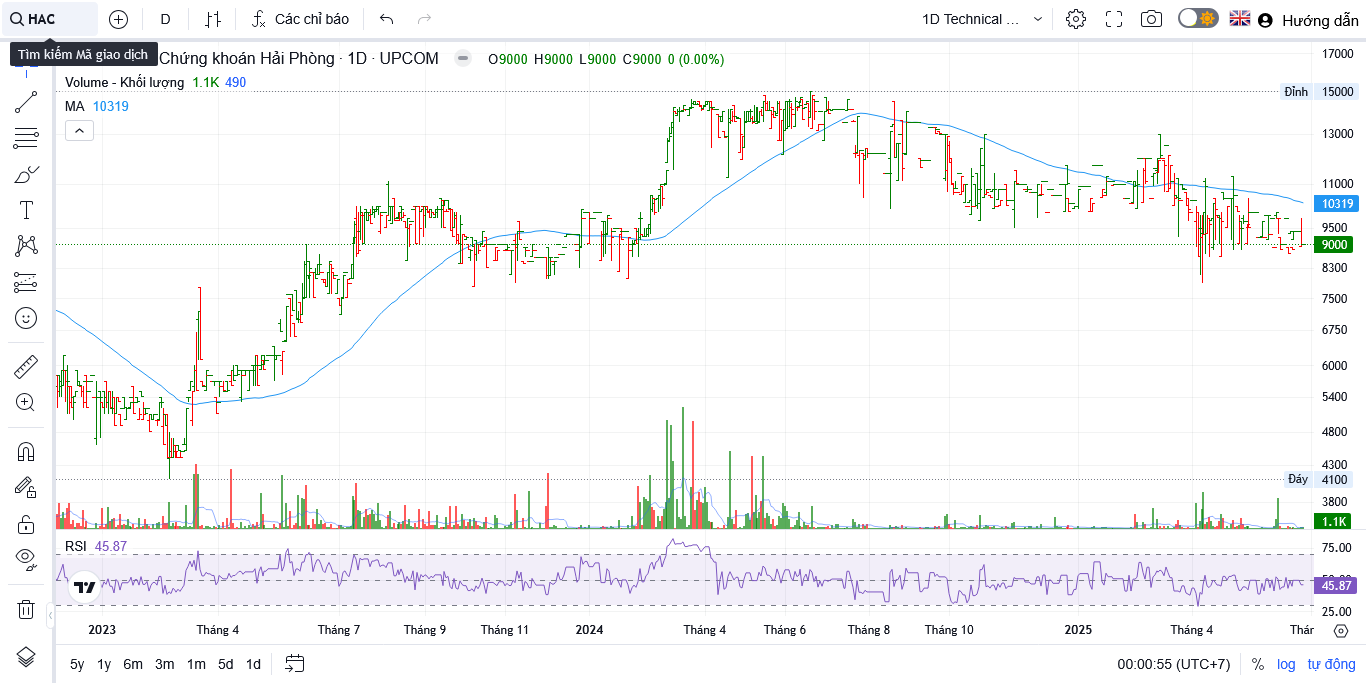 HAC
D
Các chỉ báo
1D Technical ...
Hướng dẫn
Tìm kiếm Mã giao dịch
Chứng khoán Hải Phòng · 1D · UPCOM
O9000 H9000 L9000 C9000 0 (0.00%)
Volume - Khối lượng 1.1K 490
MA 10319
17000
Đỉnh 15000
13000
11000
10319
9500
9000
8300
7500
6750
6000
5400
4800
4300
Đáy 4100
3800
1.1K
RSI 45.87
75.00
45.87
25.00
2023 Tháng 4 Tháng 7 Tháng 9 Tháng 11 2024 Tháng 4 Tháng 6 Tháng 8 Tháng 10 2025 Tháng 4 Thár
5y 1y 6m 3m 1m 5d 1d
00:00:55 (UTC+7) % log tự động